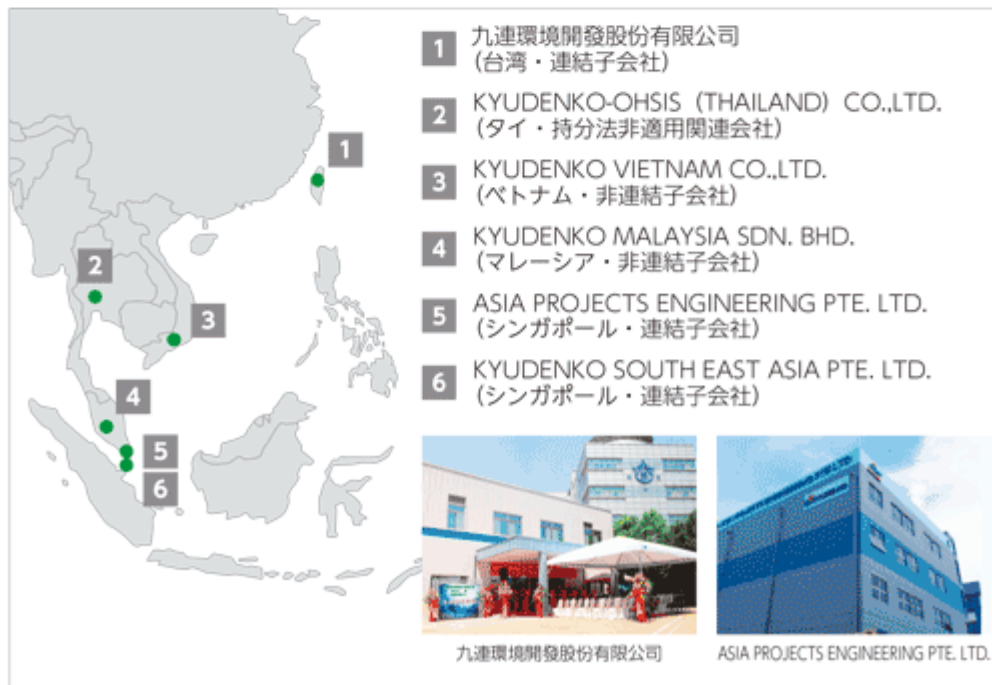 1
九連環境開發股份有限公司
(台湾・連結子会社)
2
KYUDENKO-OHSIS (THAILAND) CO.,LTD.
(タイ・持分法非適用関連会社)
3
KYUDENKO VIETNAM CO.,LTD.
(ベトナム・非連結子会社)
4
KYUDENKO MALAYSIA SDN. BHD.
(マレーシア・非連結子会社)
5
ASIA PROJECTS ENGINEERING PTE. LTD.
(シンガポール・連結子会社)
6
KYUDENKO SOUTH EAST ASIA PTE. LTD.
(シンガポール・連結子会社)
1
2
3
4
5
6
九連環境開發股份有限公司
ASIA PROJECTS ENGINEERING PTE. LTD.